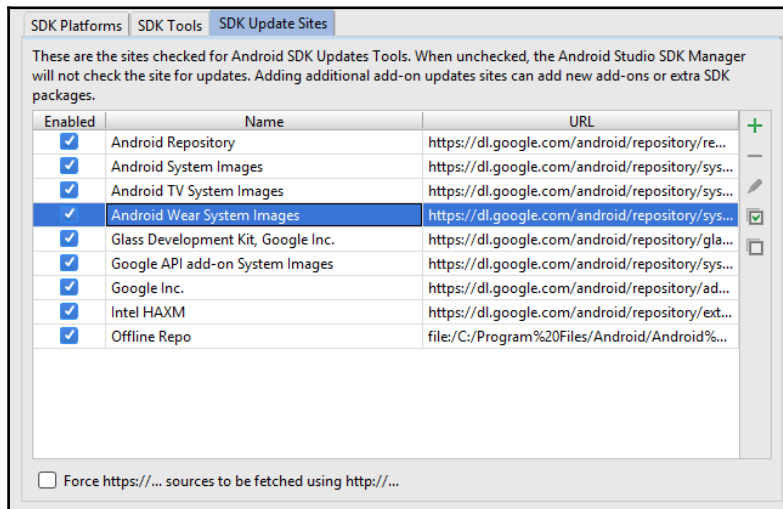 SDK Platforms SDK Tools SDK Update Sites
These are the sites checked for Android SDK Updates Tools. When unchecked, the Android Studio SDK Manager
will not check the site for updates. Adding additional add-on updates sites can add new add-ons or extra SDK
packages.
Enabled Name URL
Android Repository https://dl.google.com/android/repository/re...
Android System Images https://dl.google.com/android/repository/sys...
Android TV System Images https://dl.google.com/android/repository/sys...
Android Wear System Images https://dl.google.com/android/repository/sys...
Glass Development Kit, Google Inc. https://dl.google.com/android/repository/gla...
Google API add-on System Images https://dl.google.com/android/repository/sys...
Google Inc. https://dl.google.com/android/repository/ad...
Intel HAXM https://dl.google.com/android/repository/ext...
Offline Repo file:/C:/Program%20Files/Android/Android%...
Force https://... sources to be fetched using http://...